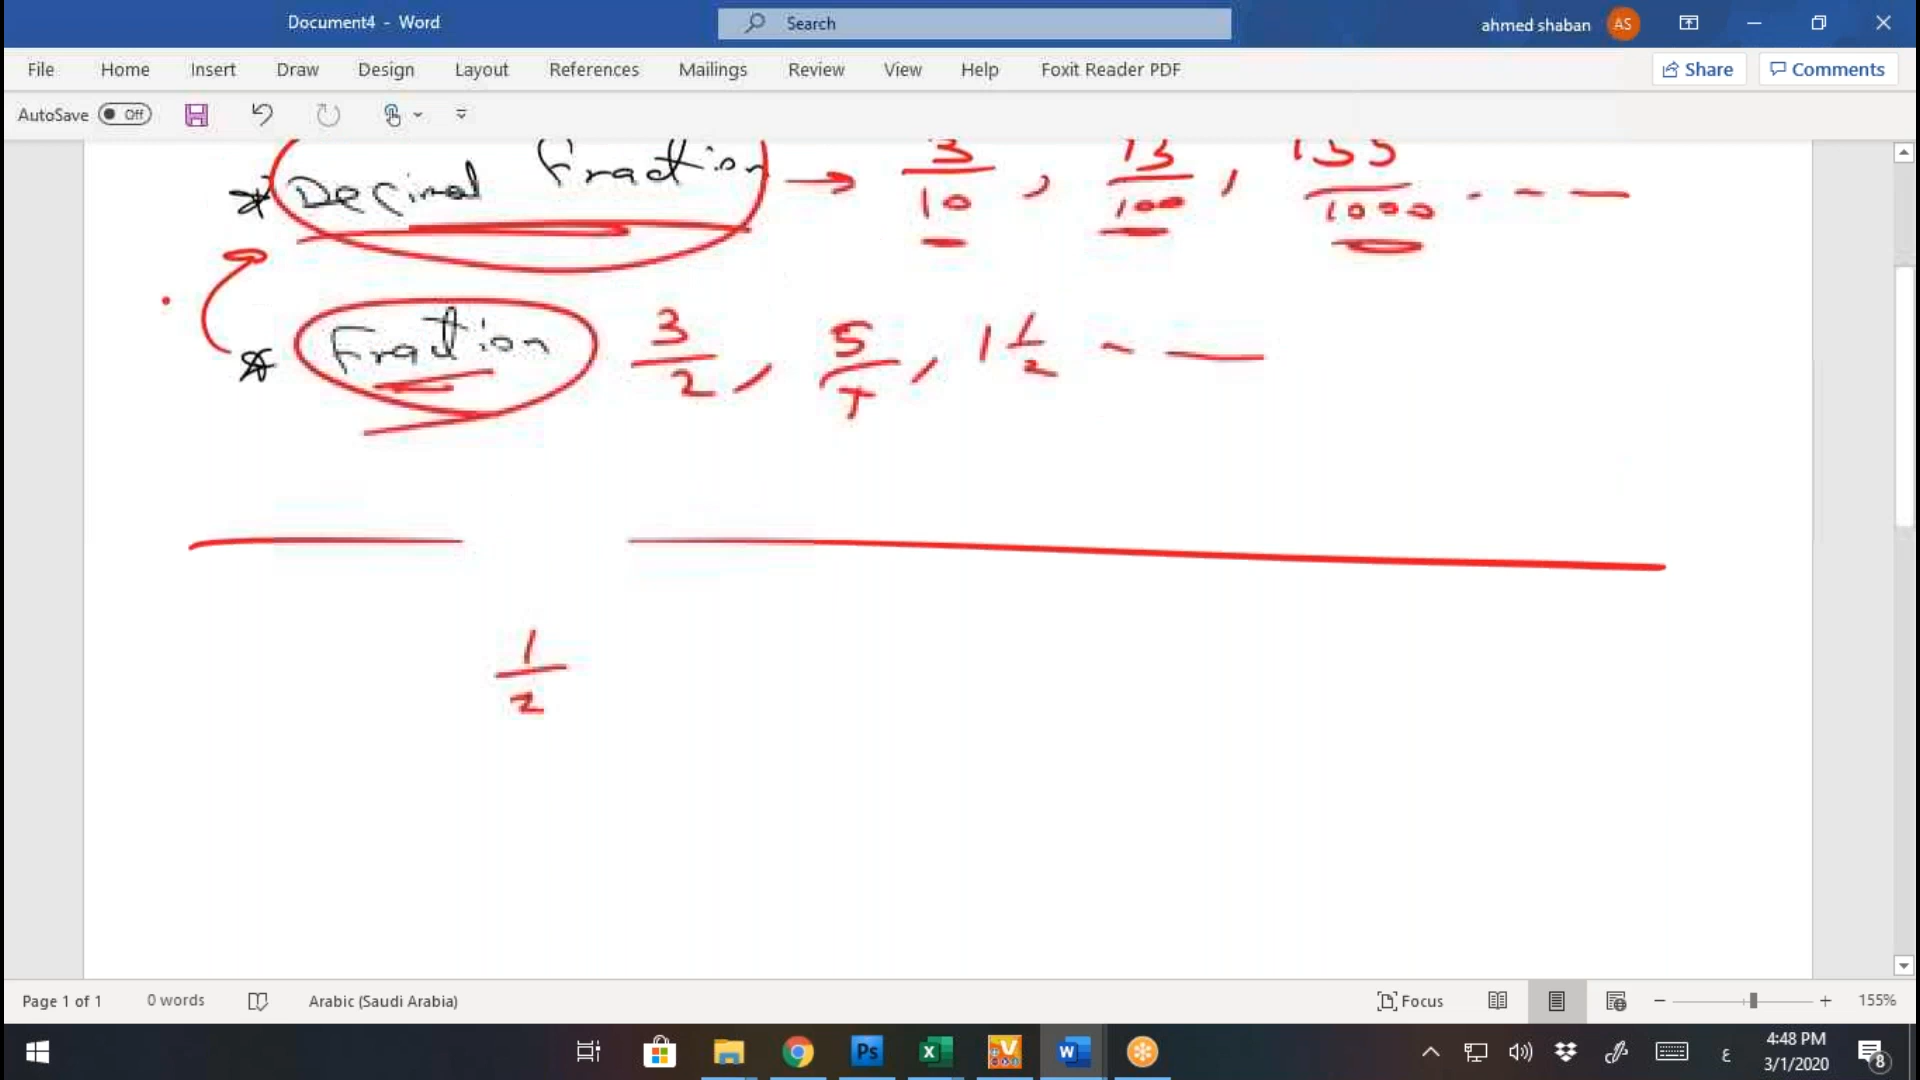 Document4 - Word
Search
ahmed shaban AS
File Home Insert Draw Design Layout References Mailings Review View Help Foxit Reader PDF Share Comments
AutoSave Off
* Decimal Fraction → 3/10 , 13/100 , 155/1000 - - —
* Fraction 3/2 , 5/7 , 1 1/2 - —
1/2
Page 1 of 1 0 words Arabic (Saudi Arabia) Focus - + 155%
Ps V W ع 4:48 PM
3/1/2020 8